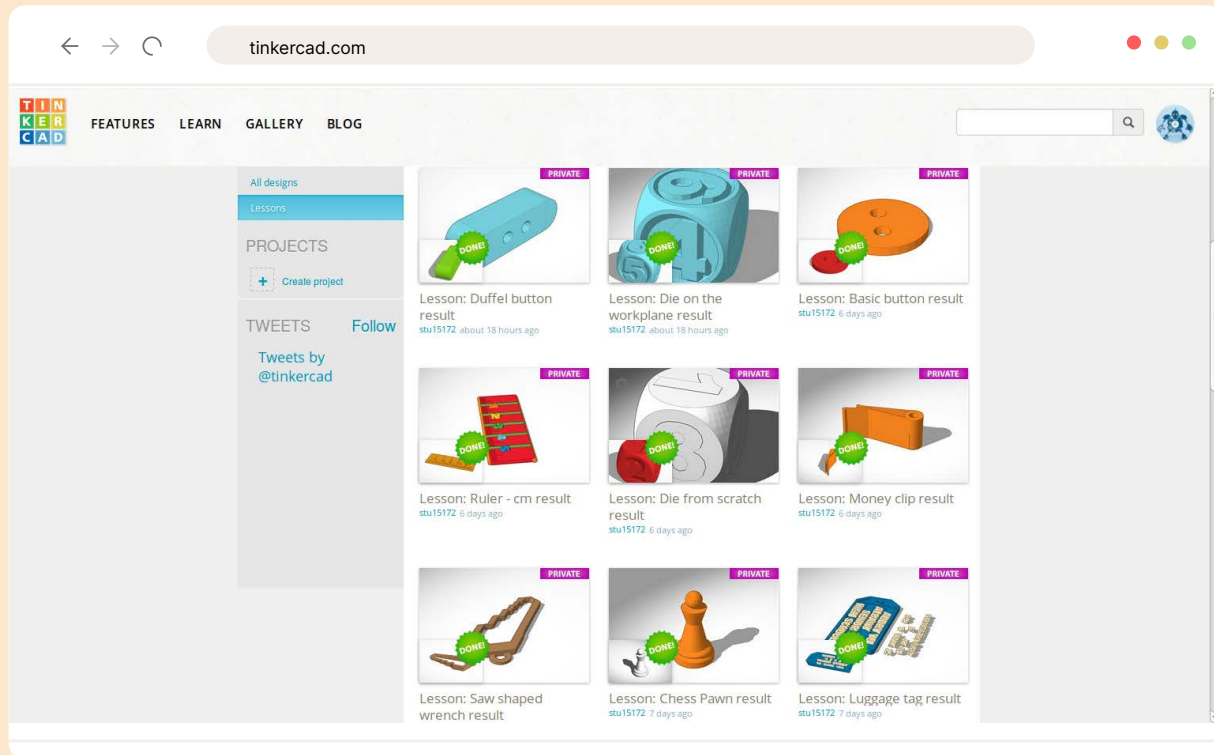 tinkercad.com
TIN
KER
CAD
FEATURES LEARN GALLERY BLOG
All designs
Lessons
PROJECTS
+ Create project
TWEETS Follow
Tweets by
@tinkercad
PRIVATE
DONE!
Lesson: Duffel button
result
stu15172 about 18 hours ago
PRIVATE
DONE!
Lesson: Die on the
workplane result
stu15172 about 18 hours ago
PRIVATE
DONE!
Lesson: Basic button result
stu15172 6 days ago
PRIVATE
DONE!
Lesson: Ruler - cm result
stu15172 6 days ago
PRIVATE
DONE!
Lesson: Die from scratch
result
stu15172 6 days ago
PRIVATE
DONE!
Lesson: Money clip result
stu15172 6 days ago
PRIVATE
DONE!
Lesson: Saw shaped
wrench result
PRIVATE
DONE!
Lesson: Chess Pawn result
stu15172 7 days ago
PRIVATE
DONE!
Lesson: Luggage tag result
stu15172 7 days ago